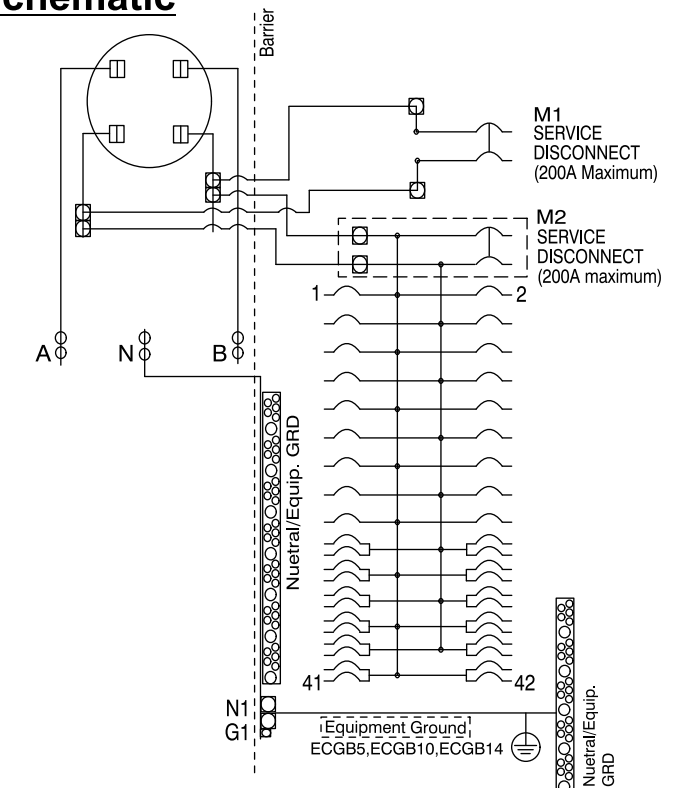 Schematic
Barrier
M1
SERVICE
DISCONNECT
(200A Maximum)
M2
SERVICE
DISCONNECT
(200A maximum)
1
2
A
N
B
Nuetral/Equip. GRD
41
42
N1
G1
Equipment Ground
ECGB5,ECGB10,ECGB14
Nuetral/Equip.
GRD